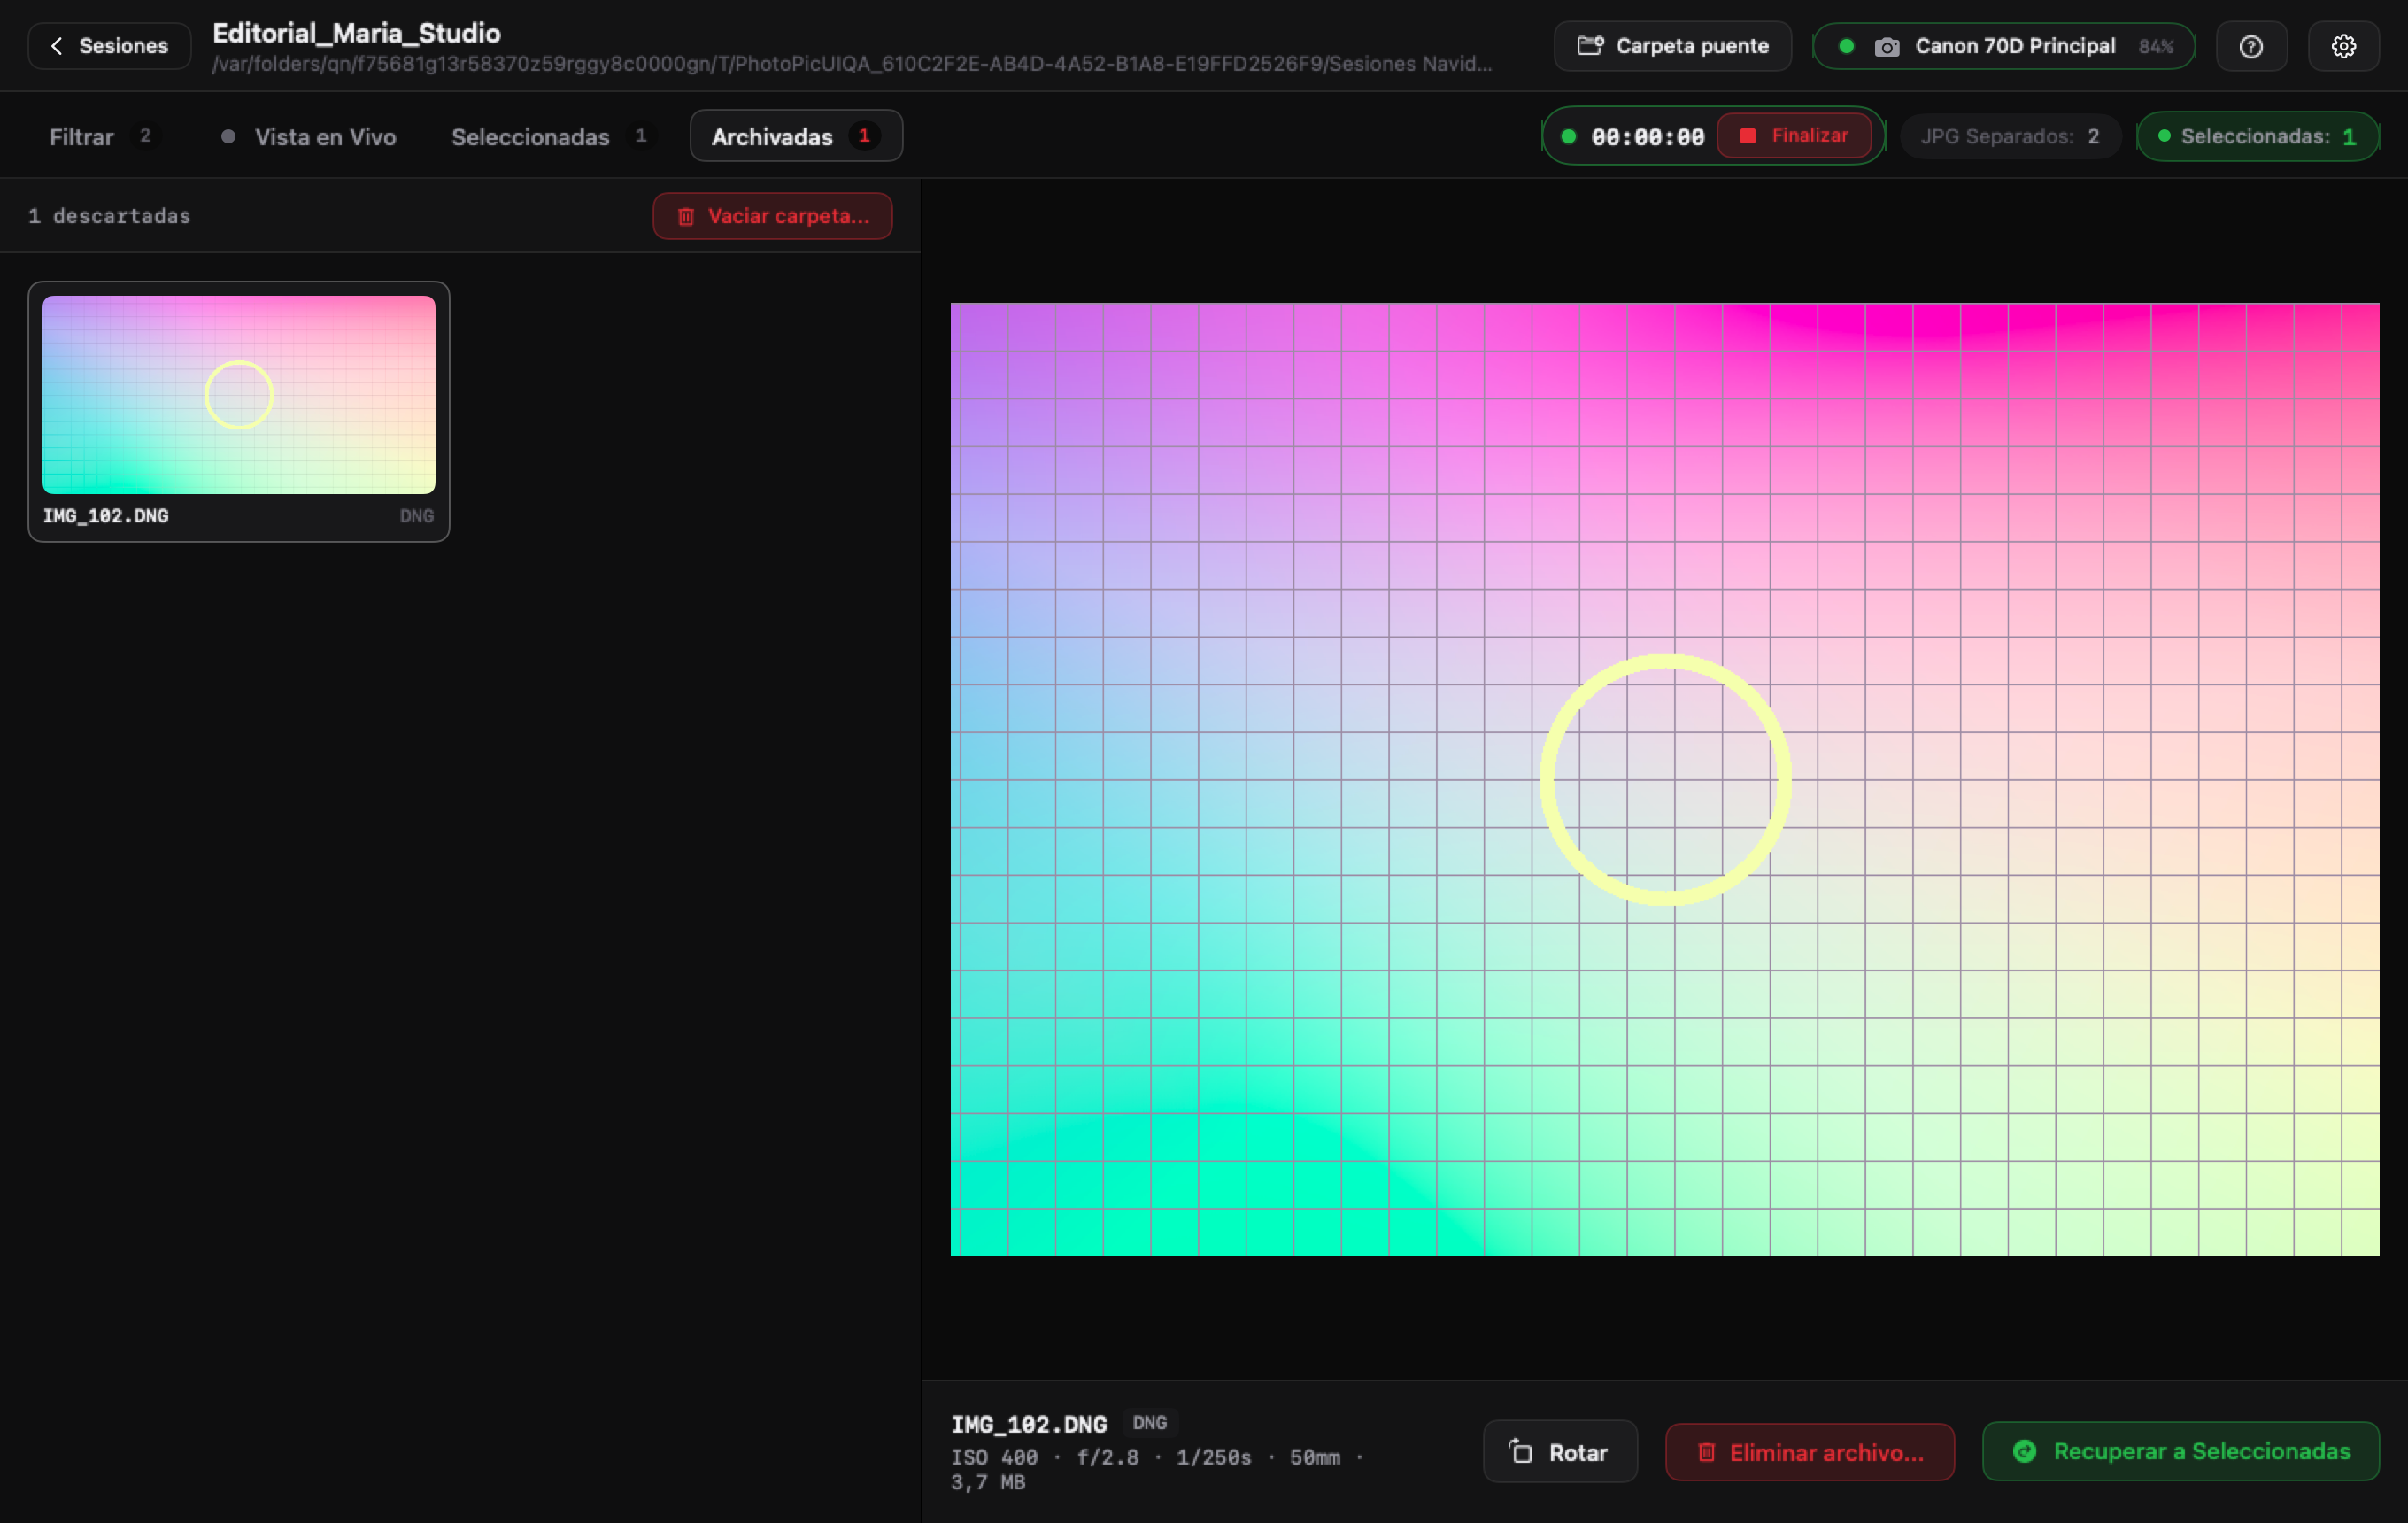 Sesiones
Editorial_Maria_Studio
/var/folders/qn/f75681g13r58370z59rggy8c0000gn/T/PhotoPicUIQA_610C2F2E-AB4D-4A52-B1A8-E19FFD2526F9/Sesiones Navid...
Carpeta puente
Canon 70D Principal 84%
Filtrar 2
Vista en Vivo
Seleccionadas 1
Archivadas 1
00:00:00
Finalizar
JPG Separados: 2
Seleccionadas: 1
1 descartadas
Vaciar carpeta...
IMG_102.DNG DNG
IMG_102.DNG DNG
ISO 400 · f/2.8 · 1/250s · 50mm ·
3,7 MB
Rotar
Eliminar archivo...
Recuperar a Seleccionadas